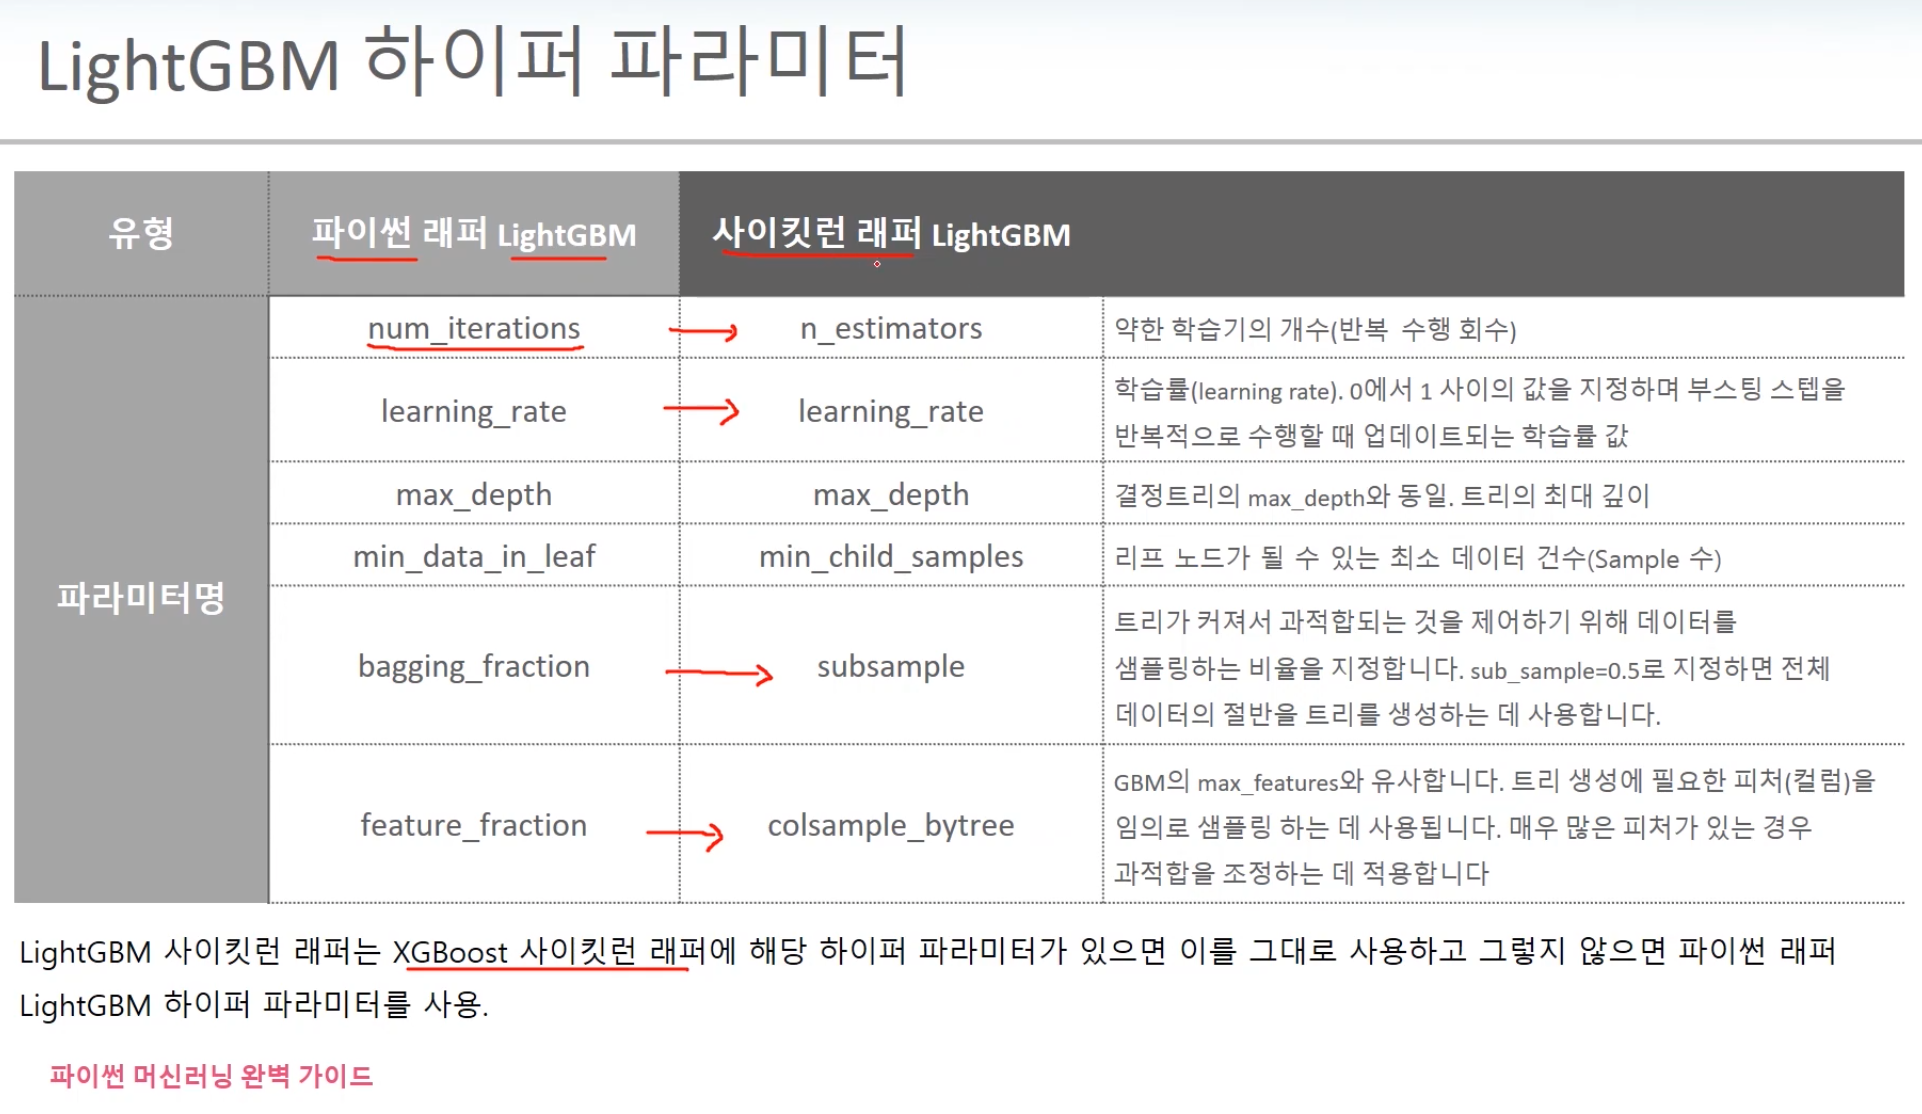 LightGBM 하이퍼 파라미터
유형
파이썬 래퍼 LightGBM
사이킷런 래퍼 LightGBM
파라미터명
num_iterations
n_estimators
약한 학습기의 개수(반복 수행 회수)
learning_rate
learning_rate
학습률(learning rate). 0에서 1 사이의 값을 지정하며 부스팅 스텝을
반복적으로 수행할 때 업데이트되는 학습률 값
max_depth
max_depth
결정트리의 max_depth와 동일. 트리의 최대 깊이
min_data_in_leaf
min_child_samples
리프 노드가 될 수 있는 최소 데이터 건수(Sample 수)
bagging_fraction
subsample
트리가 커져서 과적합되는 것을 제어하기 위해 데이터를
샘플링하는 비율을 지정합니다. sub_sample=0.5로 지정하면 전체
데이터의 절반을 트리를 생성하는 데 사용합니다.
feature_fraction
colsample_bytree
GBM의 max_features와 유사합니다. 트리 생성에 필요한 피처(컬럼)을
임의로 샘플링 하는 데 사용됩니다. 매우 많은 피처가 있는 경우
과적합을 조정하는 데 적용합니다
LightGBM 사이킷런 래퍼는 XGBoost 사이킷런 래퍼에 해당 하이퍼 파라미터가 있으면 이를 그대로 사용하고 그렇지 않으면 파이썬 래퍼
LightGBM 하이퍼 파라미터를 사용.
파이썬 머신러닝 완벽 가이드